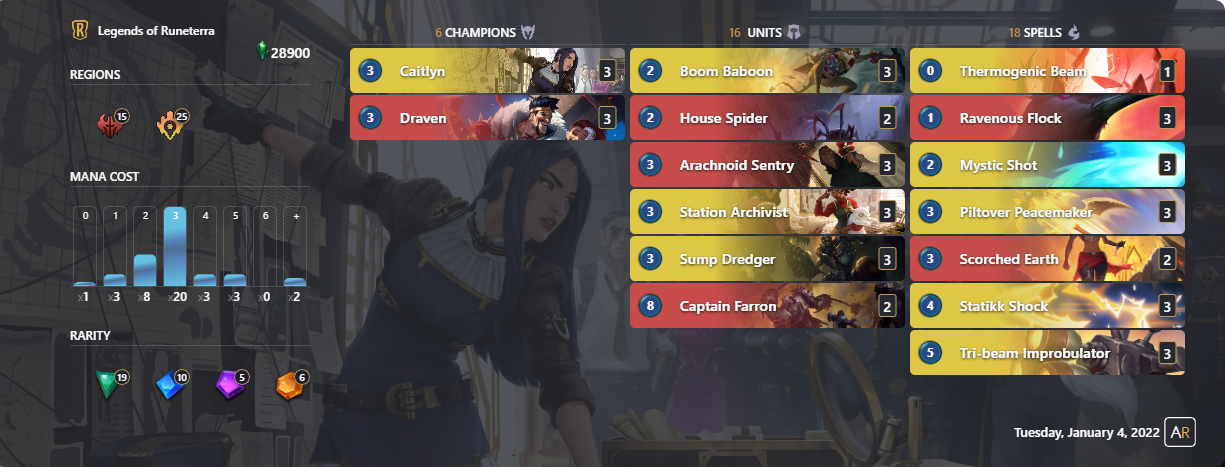 Legends of Runeterra
28900
REGIONS
15
25
MANA COST
0 1 2 3 4 5 6 +
x1 x3 x8 x20 x3 x3 x0 x2
RARITY
19 10 5 6
6 CHAMPIONS
3 Caitlyn 3
3 Draven 3
16 UNITS
2 Boom Baboon 3
2 House Spider 2
3 Arachnoid Sentry 3
3 Station Archivist 3
3 Sump Dredger 3
8 Captain Farron 2
18 SPELLS
0 Thermogenic Beam 1
1 Ravenous Flock 3
2 Mystic Shot 3
3 Piltover Peacemaker 3
3 Scorched Earth 2
4 Statikk Shock 3
5 Tri-beam Improbulator 3
Tuesday, January 4, 2022 AR